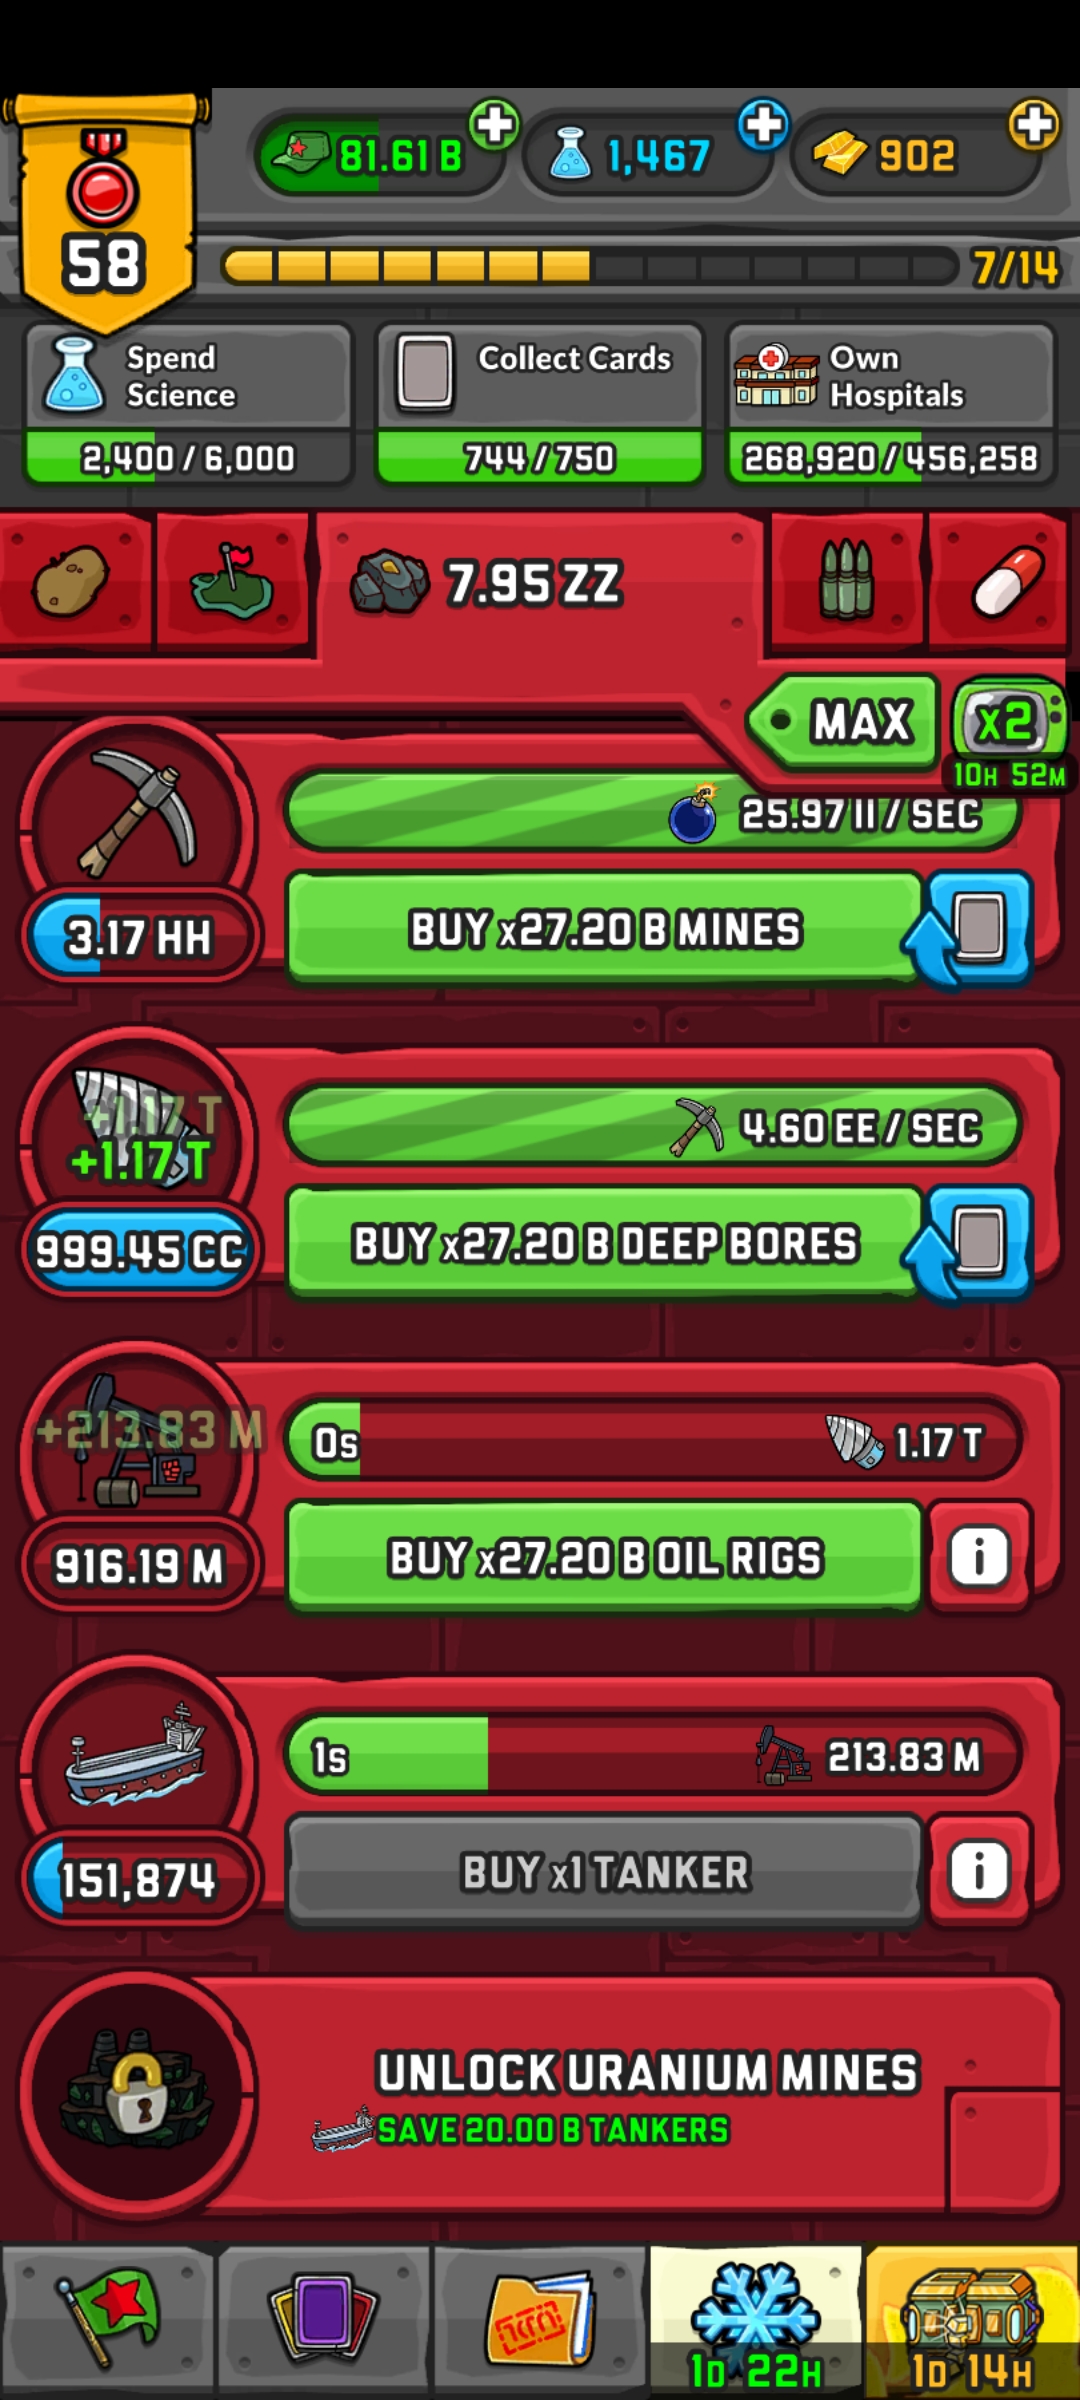 81.61 B
1,467
902
58
7/14
Spend
Science
2,400 / 6,000
Collect Cards
744 / 750
Own
Hospitals
268,920 / 456,258
7.95 ZZ
MAX
x2
10H 52M
25.97 II / SEC
3.17 HH
BUY x27.20 B MINES
+1.17 T
+1.17 T
4.60 EE / SEC
999.45 CC
BUY x27.20 B DEEP BORES
+213.83 M
0s
1.17 T
916.19 M
BUY x27.20 B OIL RIGS
i
1s
213.83 M
151,874
BUY x1 TANKER
i
UNLOCK URANIUM MINES
SAVE 20.00 B TANKERS
1D 22H
1D 14H